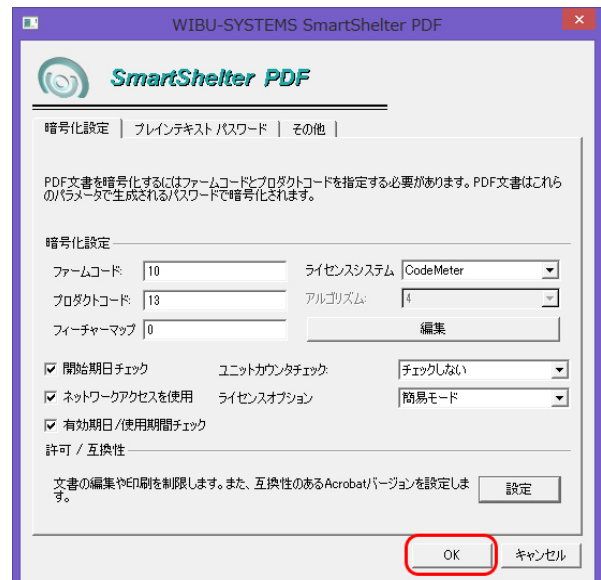 WIBU-SYSTEMS SmartShelter PDF
SmartShelter PDF
暗号化設定 プレインテキスト パスワード その他
PDF文書を暗号化するにはファームコードとプロダクトコードを指定する必要があります。PDF文書はこれら
のパラメータで生成されるパスワードで暗号化されます。
暗号化設定
ファームコード: 10 ライセンスシステム CodeMeter
プロダクトコード: 13 アルゴリズム: 4
フィーチャーマップ 0 編集
開始期日チェック ユニットカウンタチェック: チェックしない
ネットワークアクセスを使用 ライセンスオプション 簡易モード
有効期日/使用期間チェック
許可 / 互換性
文書の編集や印刷を制限します。また、互換性のあるAcrobatバージョンを設定しま
す。
設定
OK キャンセル